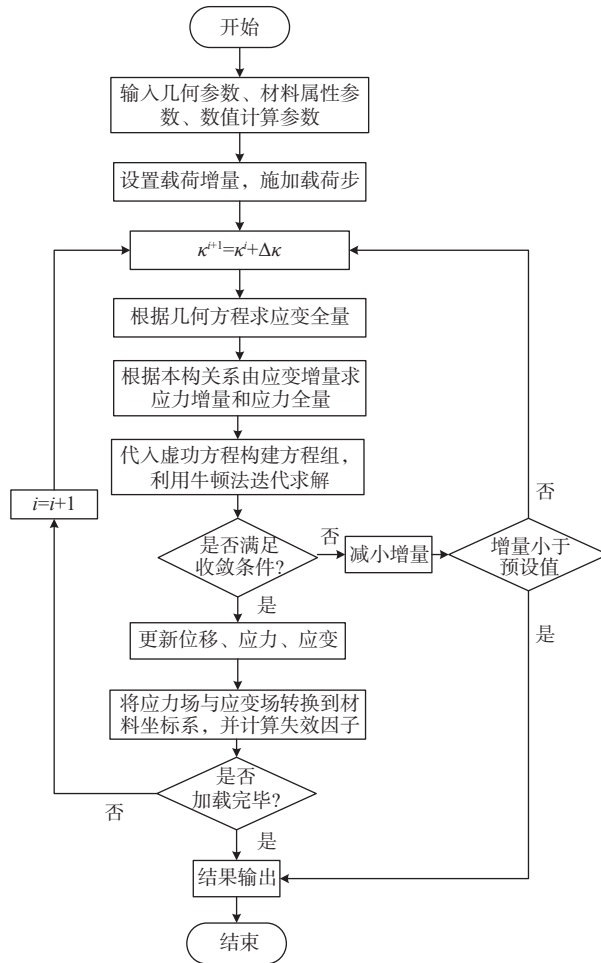 开始
输入几何参数、材料属性参
数、数值计算参数
设置载荷增量，施加载荷步
κⁱ⁺¹=κⁱ+Δκ
根据几何方程求应变全量
根据本构关系由应变增量求
应力增量和应力全量
代入虚功方程构建方程组，
利用牛顿法迭代求解
i=i+1
是否满足
收敛条件?
否
减小增量
增量小于
预设值
否
是
是
更新位移、应力、应变
将应力场与应变场转换到材
料坐标系，并计算失效因子
是否
加载完毕?
否
是
结果输出
结束